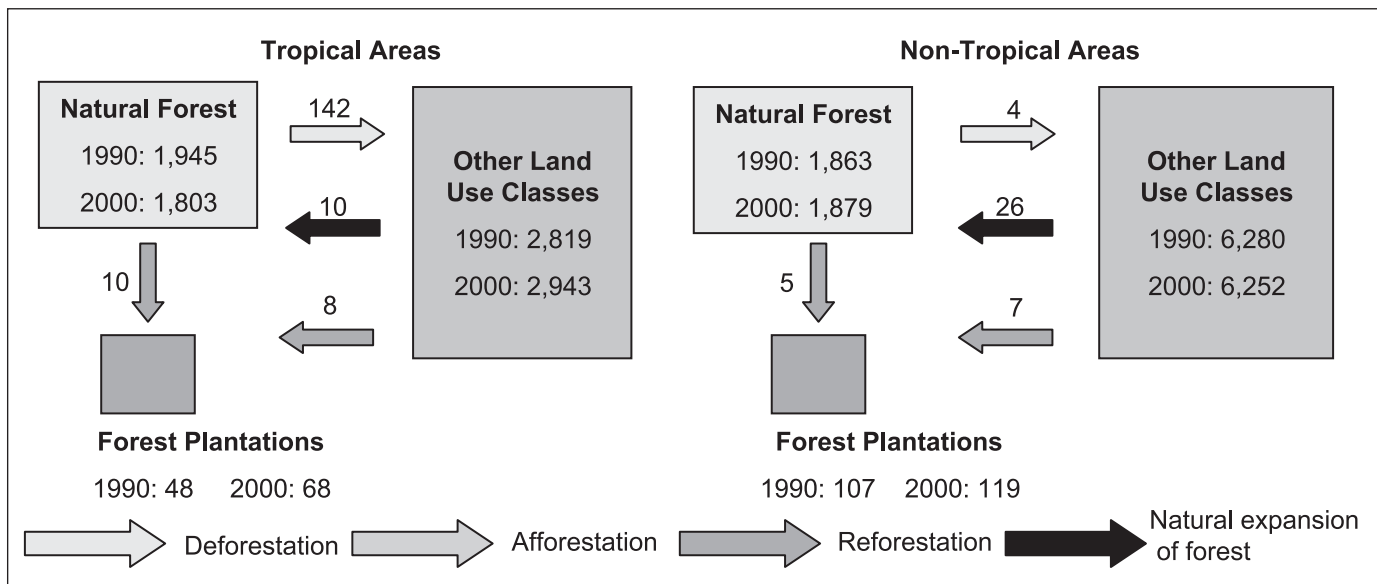 Tropical Areas
Natural Forest
1990: 1,945
2000: 1,803
142
10
Other Land
Use Classes
1990: 2,819
2000: 2,943
10
8
Forest Plantations
1990: 48 2000: 68
Non-Tropical Areas
Natural Forest
1990: 1,863
2000: 1,879
4
26
Other Land
Use Classes
1990: 6,280
2000: 6,252
5
7
Forest Plantations
1990: 107 2000: 119
Deforestation
Afforestation
Reforestation
Natural expansion
of forest